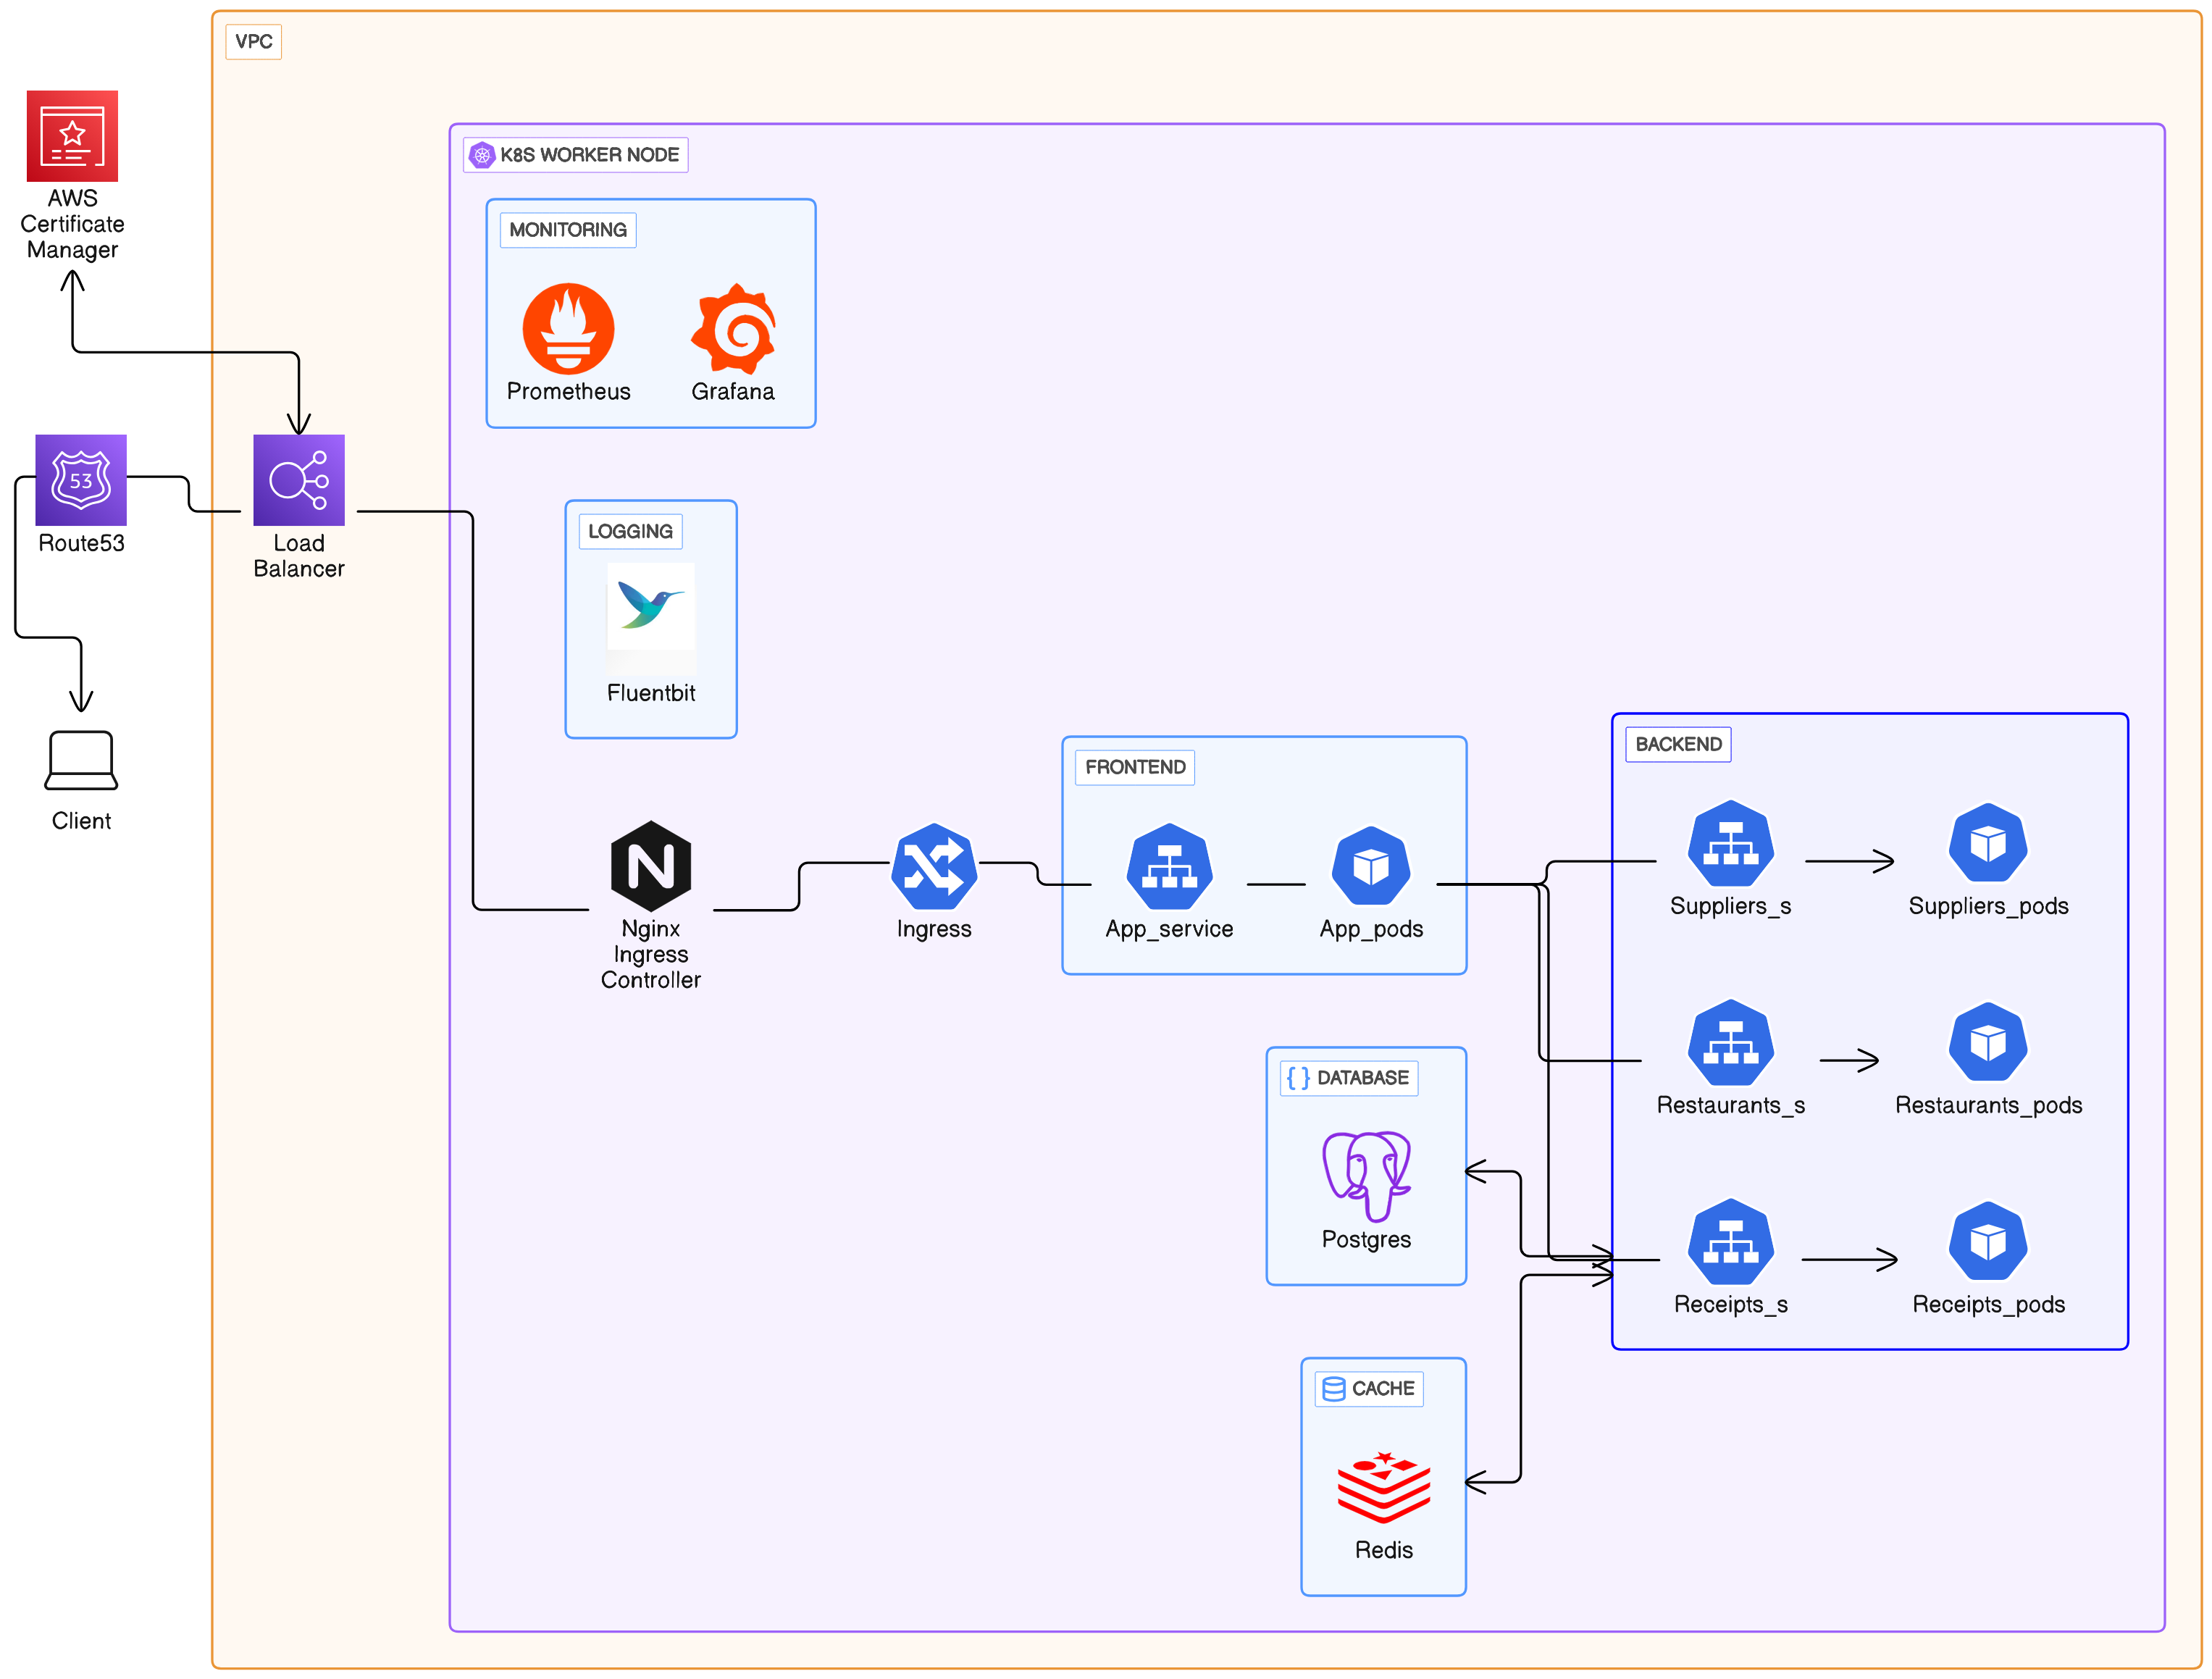 VPC
AWS
Certificate
Manager
K8S WORKER NODE
MONITORING
Prometheus
Grafana
53
Route53
Load
Balancer
LOGGING
Fluentbit
Client
N
Nginx
Ingress
Controller
Ingress
FRONTEND
App_service
App_pods
BACKEND
Suppliers_s
Suppliers_pods
Restaurants_s
Restaurants_pods
Receipts_s
Receipts_pods
{ } DATABASE
Postgres
CACHE
Redis